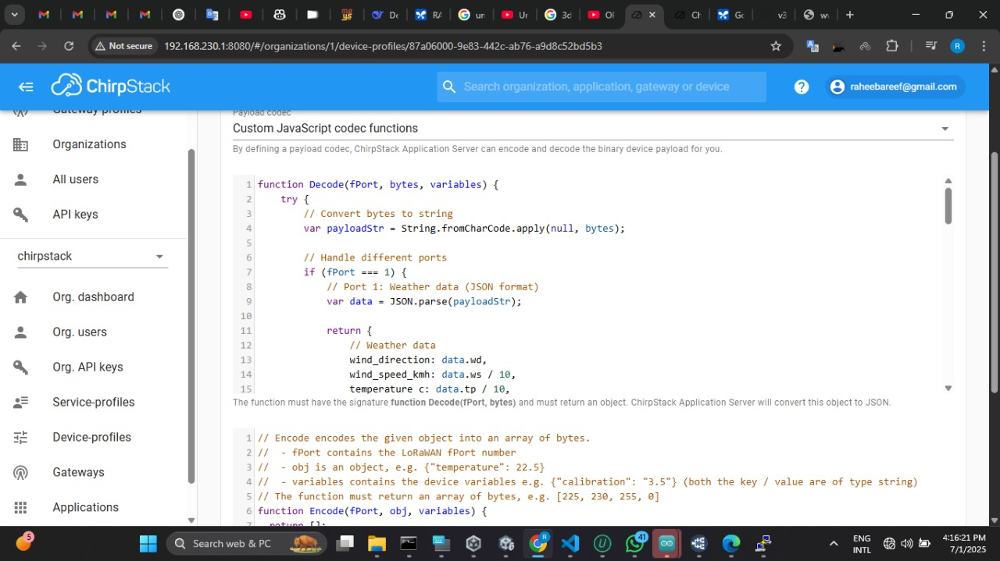 Not secure
192.168.230.1:8080/#/organizations/1/device-profiles/87a06000-9e83-442c-ab76-a9d8c52bd5b3
R
ChirpStack
Search organization, application, gateway or device
raheebareef@gmail.com
Gateway profiles
Organizations
All users
API keys
chirpstack
Org. dashboard
Org. users
Org. API keys
Service-profiles
Device-profiles
Gateways
Applications
Payload codec
Custom JavaScript codec functions
By defining a payload codec, ChirpStack Application Server can encode and decode the binary device payload for you.
1 function Decode(fPort, bytes, variables) {
2 try {
3 // Convert bytes to string
4 var payloadStr = String.fromCharCode.apply(null, bytes);
5
6 // Handle different ports
7 if (fPort === 1) {
8 // Port 1: Weather data (JSON format)
9 var data = JSON.parse(payloadStr);
10
11 return {
12 // Weather data
13 wind_direction: data.wd,
14 wind_speed_kmh: data.ws / 10,
15 temperature_c: data.tp / 10,
The function must have the signature function Decode(fPort, bytes) and must return an object. ChirpStack Application Server will convert this object to JSON.
1 // Encode encodes the given object into an array of bytes.
2 // - fPort contains the LoRaWAN fPort number
3 // - obj is an object, e.g. {"temperature": 22.5}
4 // - variables contains the device variables e.g. {"calibration": "3.5"} (both the key / value are of type string)
5 // The function must return an array of bytes, e.g. [225, 230, 255, 0]
6 function Encode(fPort, obj, variables) {
7 return [];
5
Search web & PC
41
ENG
INTL
4:16:21 PM
7/1/2025